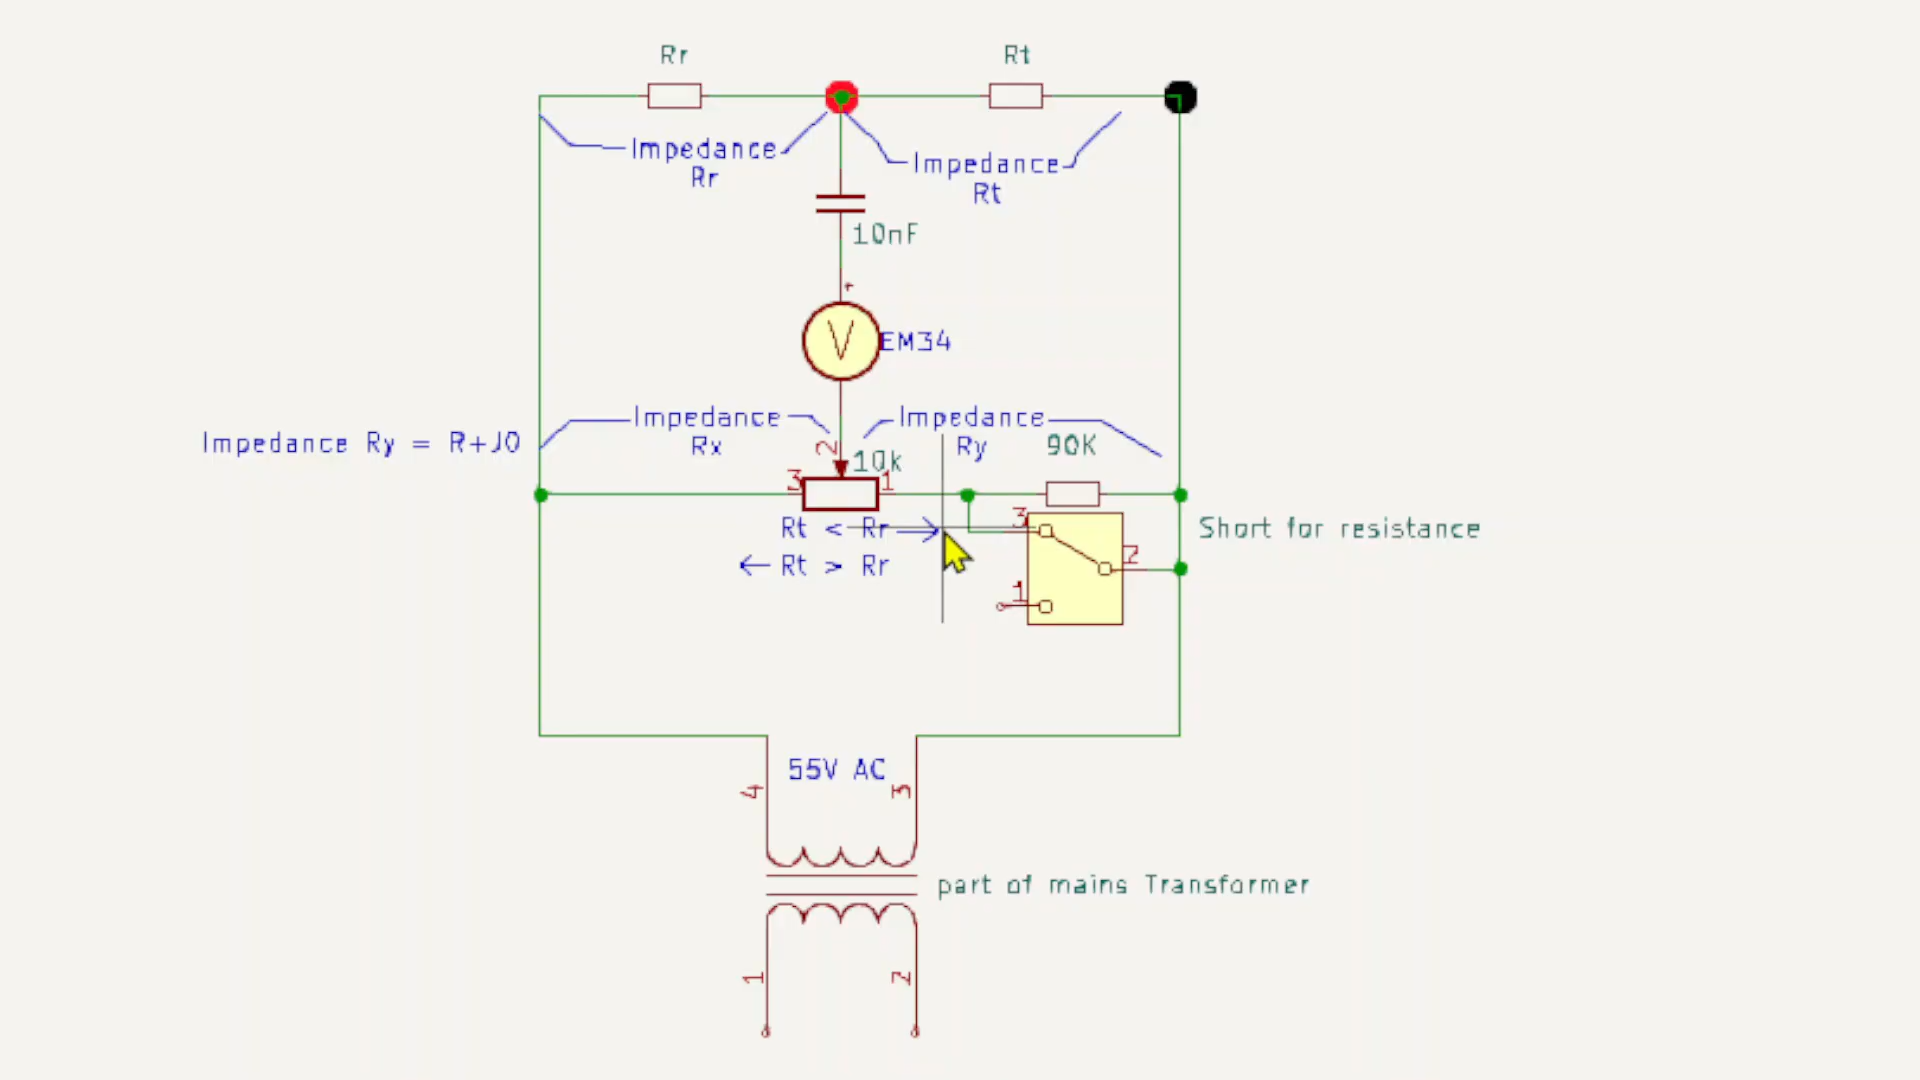 Rr
Rt
Impedance
Rr
Impedance
Rt
10nF
+
V
EM34
Impedance
Rx
Impedance
Ry
90K
Impedance Ry = R+J0
2
10k
3
1
Rt < Rr →
← Rt > Rr
3
2
1
Short for resistance
55V AC
4
3
part of mains Transformer
1
2